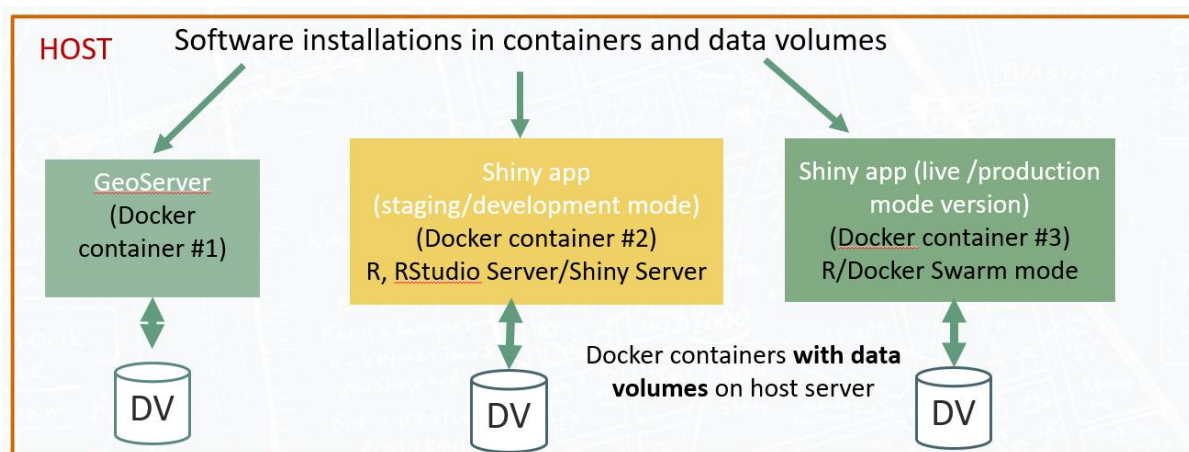 HOST
Software installations in containers and data volumes
GeoServer
(Docker
container #1)
Shiny app
(staging/development mode)
(Docker container #2)
R, RStudio Server/Shiny Server
Shiny app (live /production
mode version)
(Docker container #3)
R/Docker Swarm mode
Docker containers with data
volumes on host server
DV
DV
DV